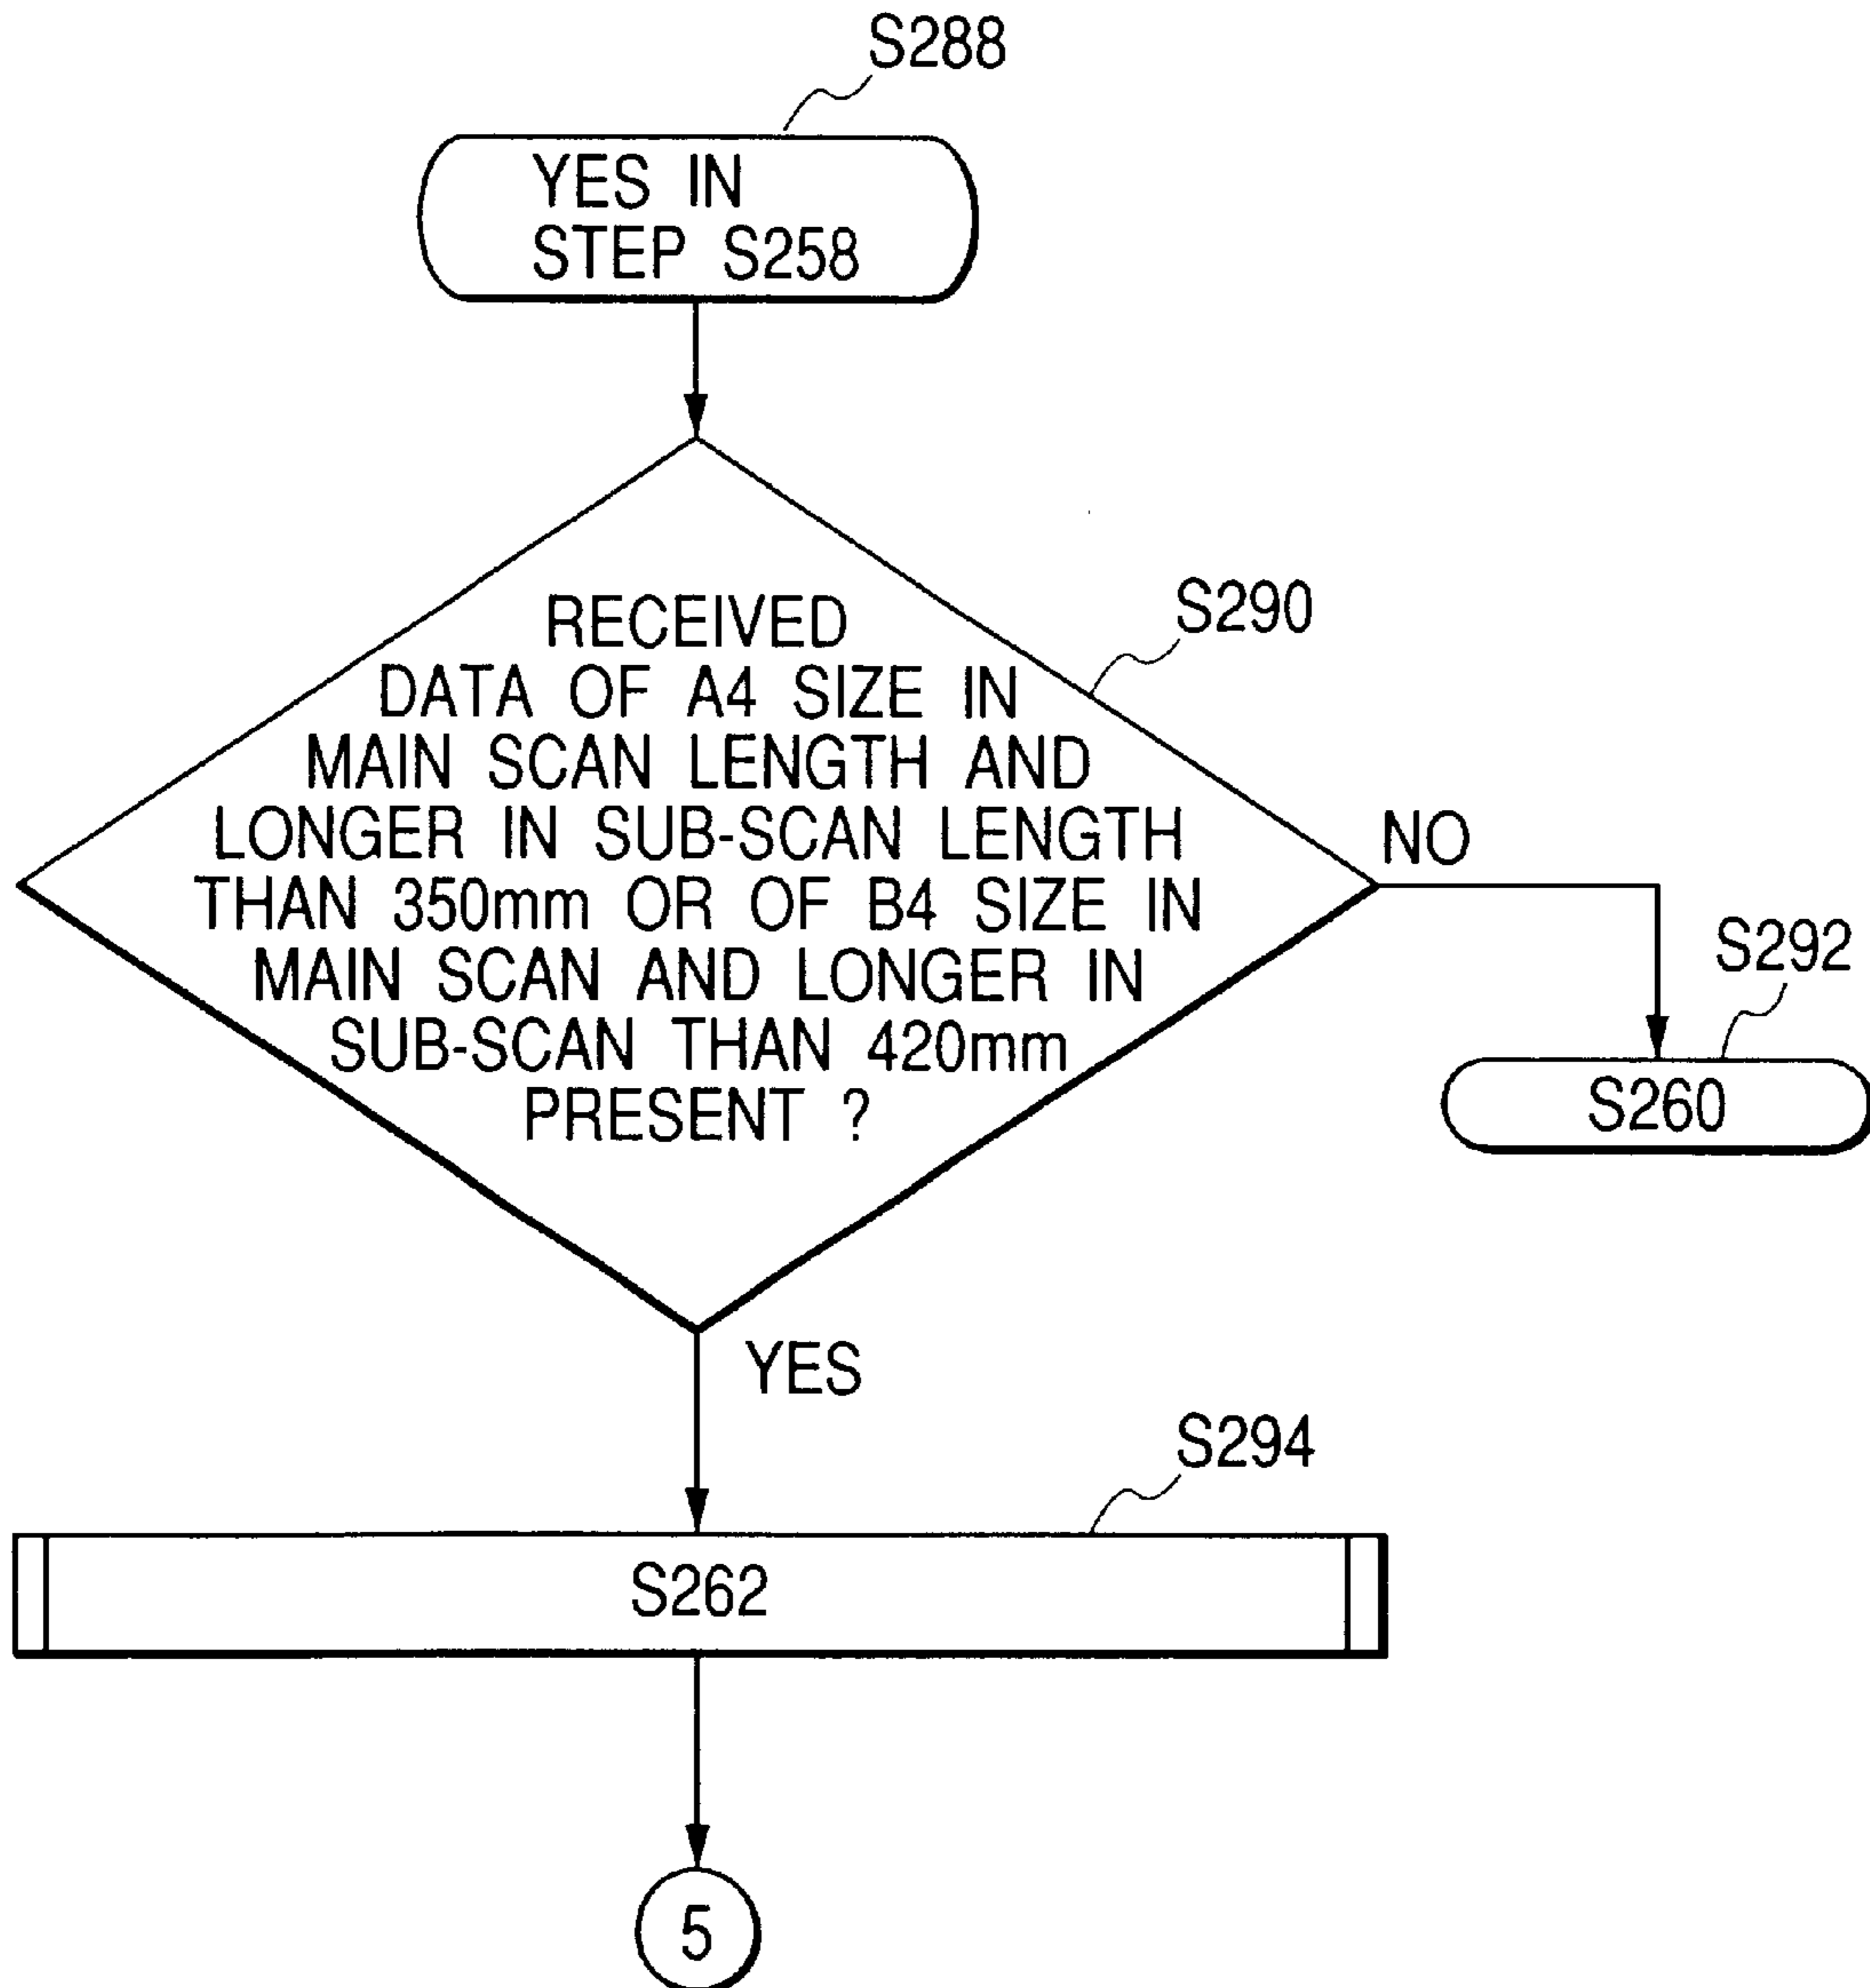 S288
YES IN
STEP S258
RECEIVED
DATA OF A4 SIZE IN
MAIN SCAN LENGTH AND
LONGER IN SUB-SCAN LENGTH
THAN 350mm OR OF B4 SIZE IN
MAIN SCAN AND LONGER IN
SUB-SCAN THAN 420mm
PRESENT ?
S290
NO
S292
S260
YES
S294
S262
5